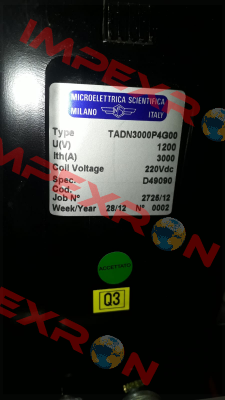 MICROELETTRICA SCIENTIFICA
MILANO ITALY
Type TADN3000P4G00
U(V) 1200
Ith(A) 3000
Coil Voltage 220Vdc
Spec. D49090
Cod.
Job N° 2726/12
Week/Year 28/12 N° 0002
Q3
IMPEXRON
IMPEXRON
IMPEXRON